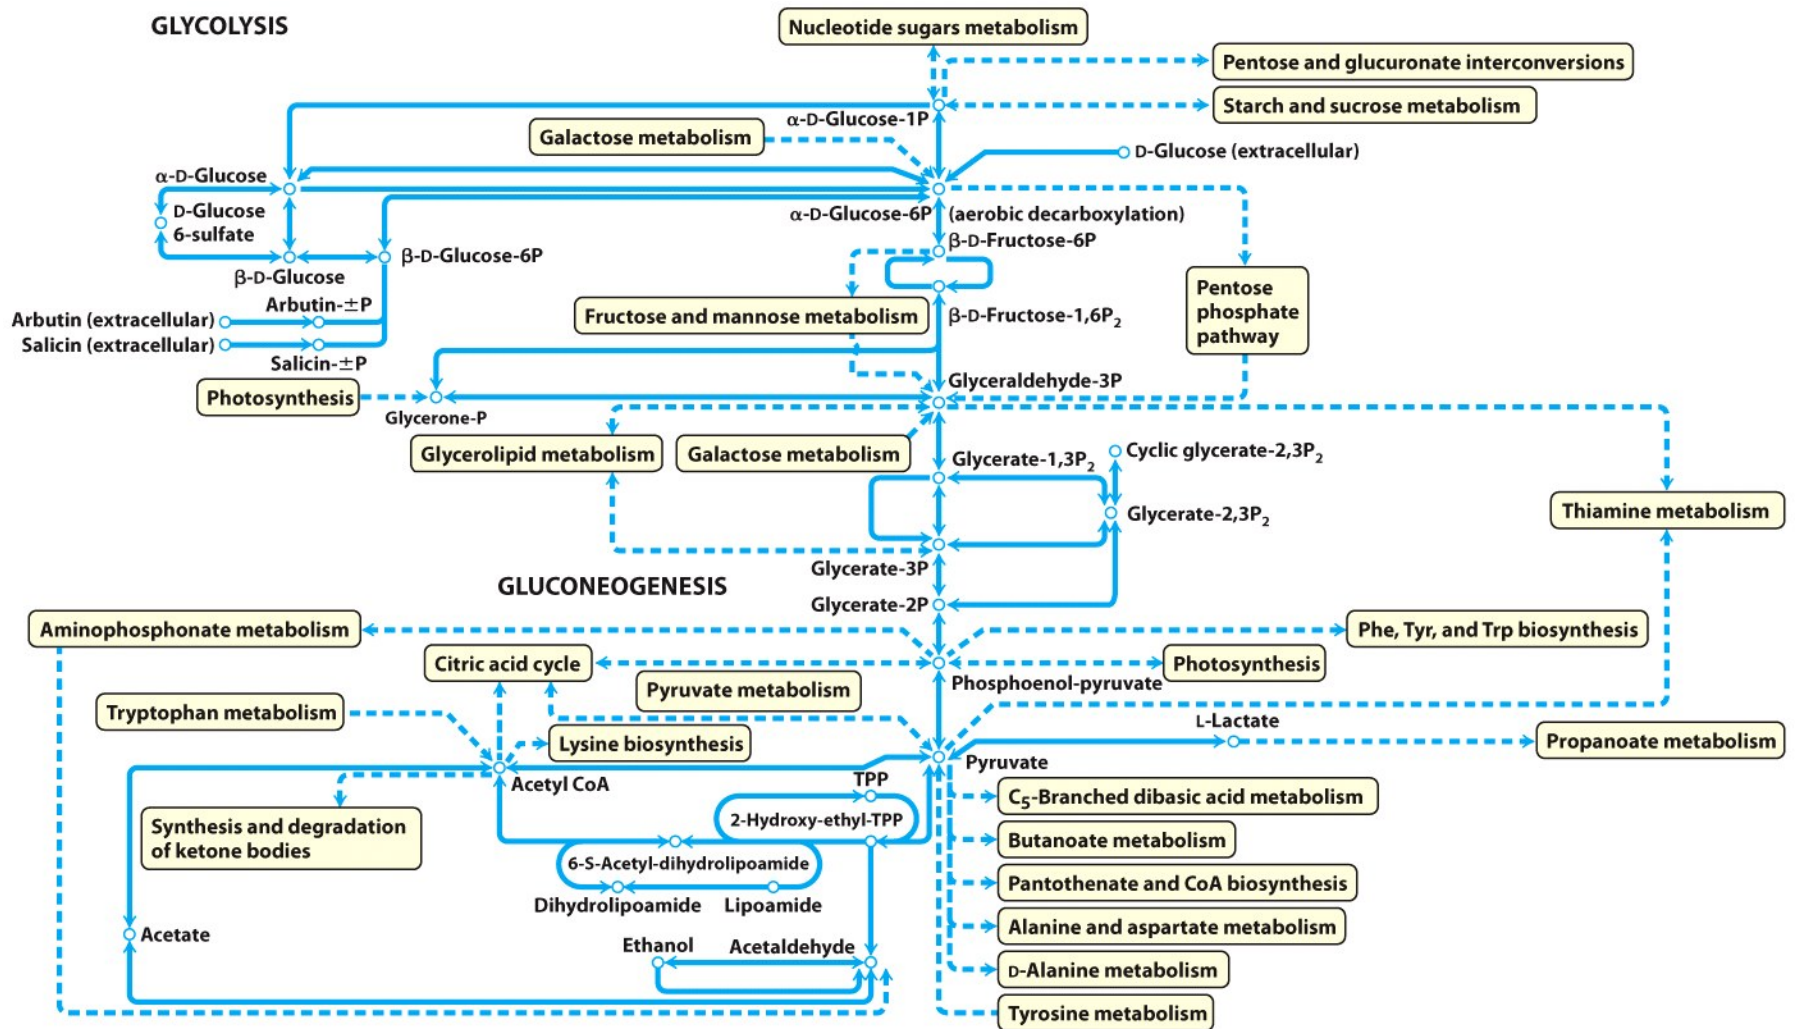 GLYCOLYSIS
Nucleotide sugars metabolism
Pentose and glucuronate interconversions
Starch and sucrose metabolism
α-D-Glucose-1P
Galactose metabolism
D-Glucose (extracellular)
α-D-Glucose
D-Glucose
6-sulfate
α-D-Glucose-6P
(aerobic decarboxylation)
β-D-Fructose-6P
β-D-Glucose
β-D-Glucose-6P
Arbutin-±P
Arbutin (extracellular)
Salicin (extracellular)
Salicin-±P
Fructose and mannose metabolism
β-D-Fructose-1,6P₂
Pentose
phosphate
pathway
Photosynthesis
Glycerone-P
Glyceraldehyde-3P
Glycerolipid metabolism
Galactose metabolism
Glycerate-1,3P₂
Cyclic glycerate-2,3P₂
Glycerate-2,3P₂
Thiamine metabolism
Glycerate-3P
GLUCONEOGENESIS
Glycerate-2P
Aminophosphonate metabolism
Phe, Tyr, and Trp biosynthesis
Citric acid cycle
Photosynthesis
Phosphoenol-pyruvate
Pyruvate metabolism
Tryptophan metabolism
L-Lactate
Lysine biosynthesis
Propanoate metabolism
Pyruvate
Acetyl CoA
TPP
C₅-Branched dibasic acid metabolism
2-Hydroxy-ethyl-TPP
Synthesis and degradation
of ketone bodies
Butanoate metabolism
6-S-Acetyl-dihydrolipoamide
Pantothenate and CoA biosynthesis
Dihydrolipoamide
Lipoamide
Alanine and aspartate metabolism
Acetate
Ethanol
Acetaldehyde
D-Alanine metabolism
Tyrosine metabolism